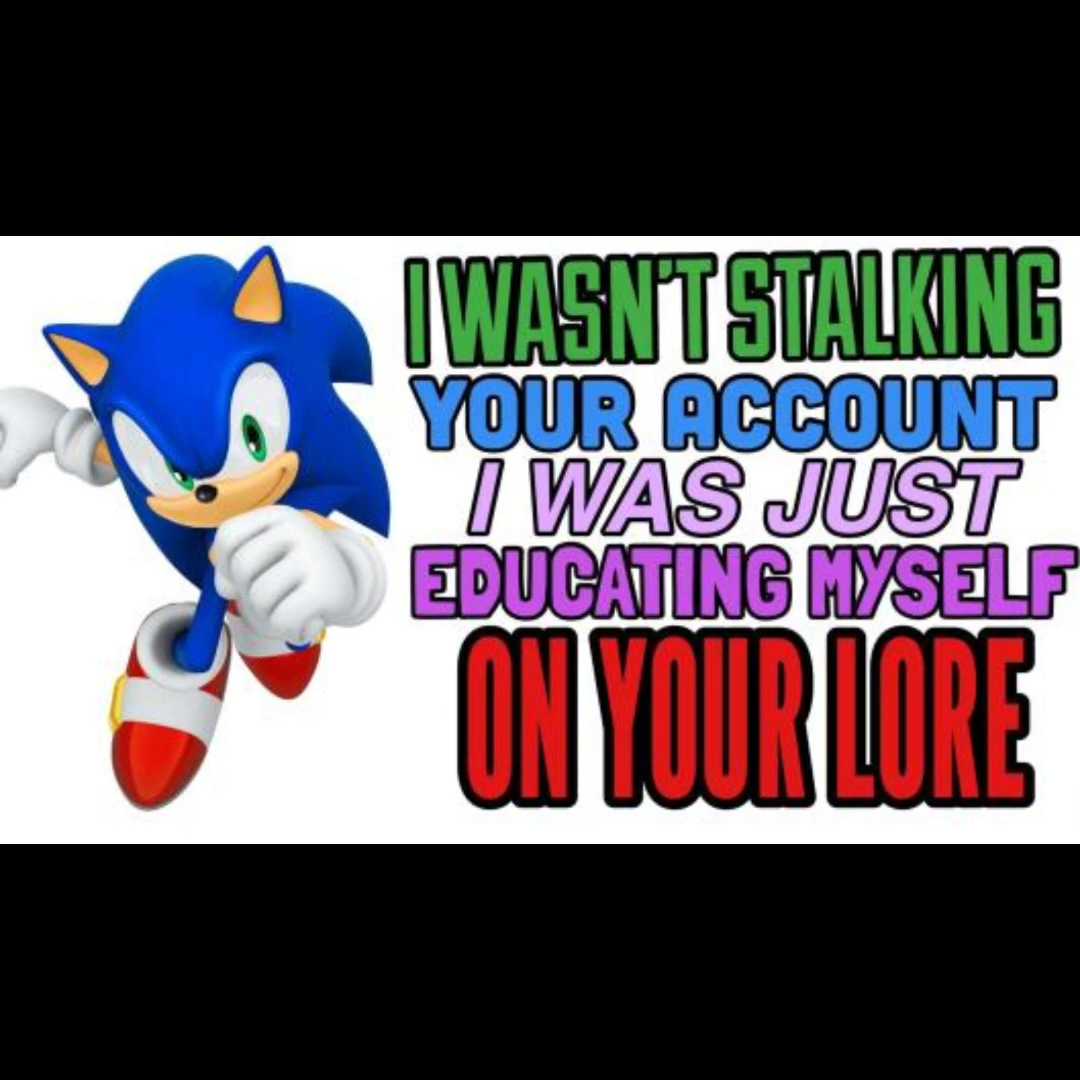 I WASN'T STALKING
YOUR ACCOUNT
I WAS JUST
EDUCATING MYSELF
ON YOUR LORE